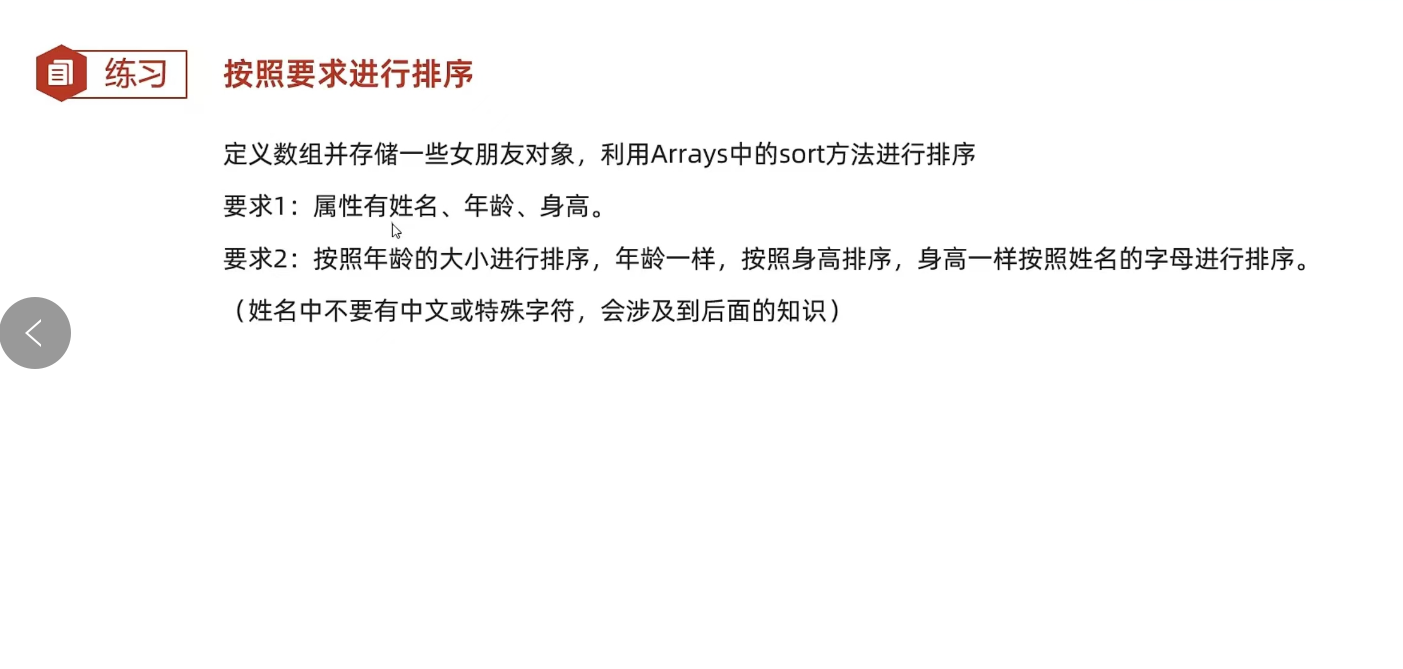 练习
按照要求进行排序
定义数组并存储一些女朋友对象，利用Arrays中的sort方法进行排序
要求1：属性有姓名、年龄、身高。
要求2：按照年龄的大小进行排序，年龄一样，按照身高排序，身高一样按照姓名的字母进行排序。
（姓名中不要有中文或特殊字符，会涉及到后面的知识）